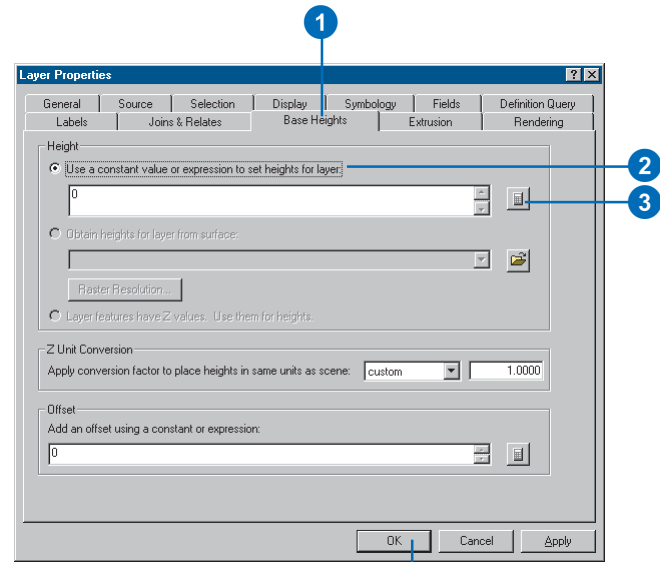 1
Layer Properties ? X
General Source Selection Display Symbology Fields Definition Query
Labels Joins & Relates Base Heights Extrusion Rendering
Height
Use a constant value or expression to set heights for layer: 2
0 3
Obtain heights for layer from surface:
Raster Resolution...
Layer features have Z values. Use them for heights.
Z Unit Conversion
Apply conversion factor to place heights in same units as scene: custom 1.0000
Offset
Add an offset using a constant or expression:
0
OK Cancel Apply